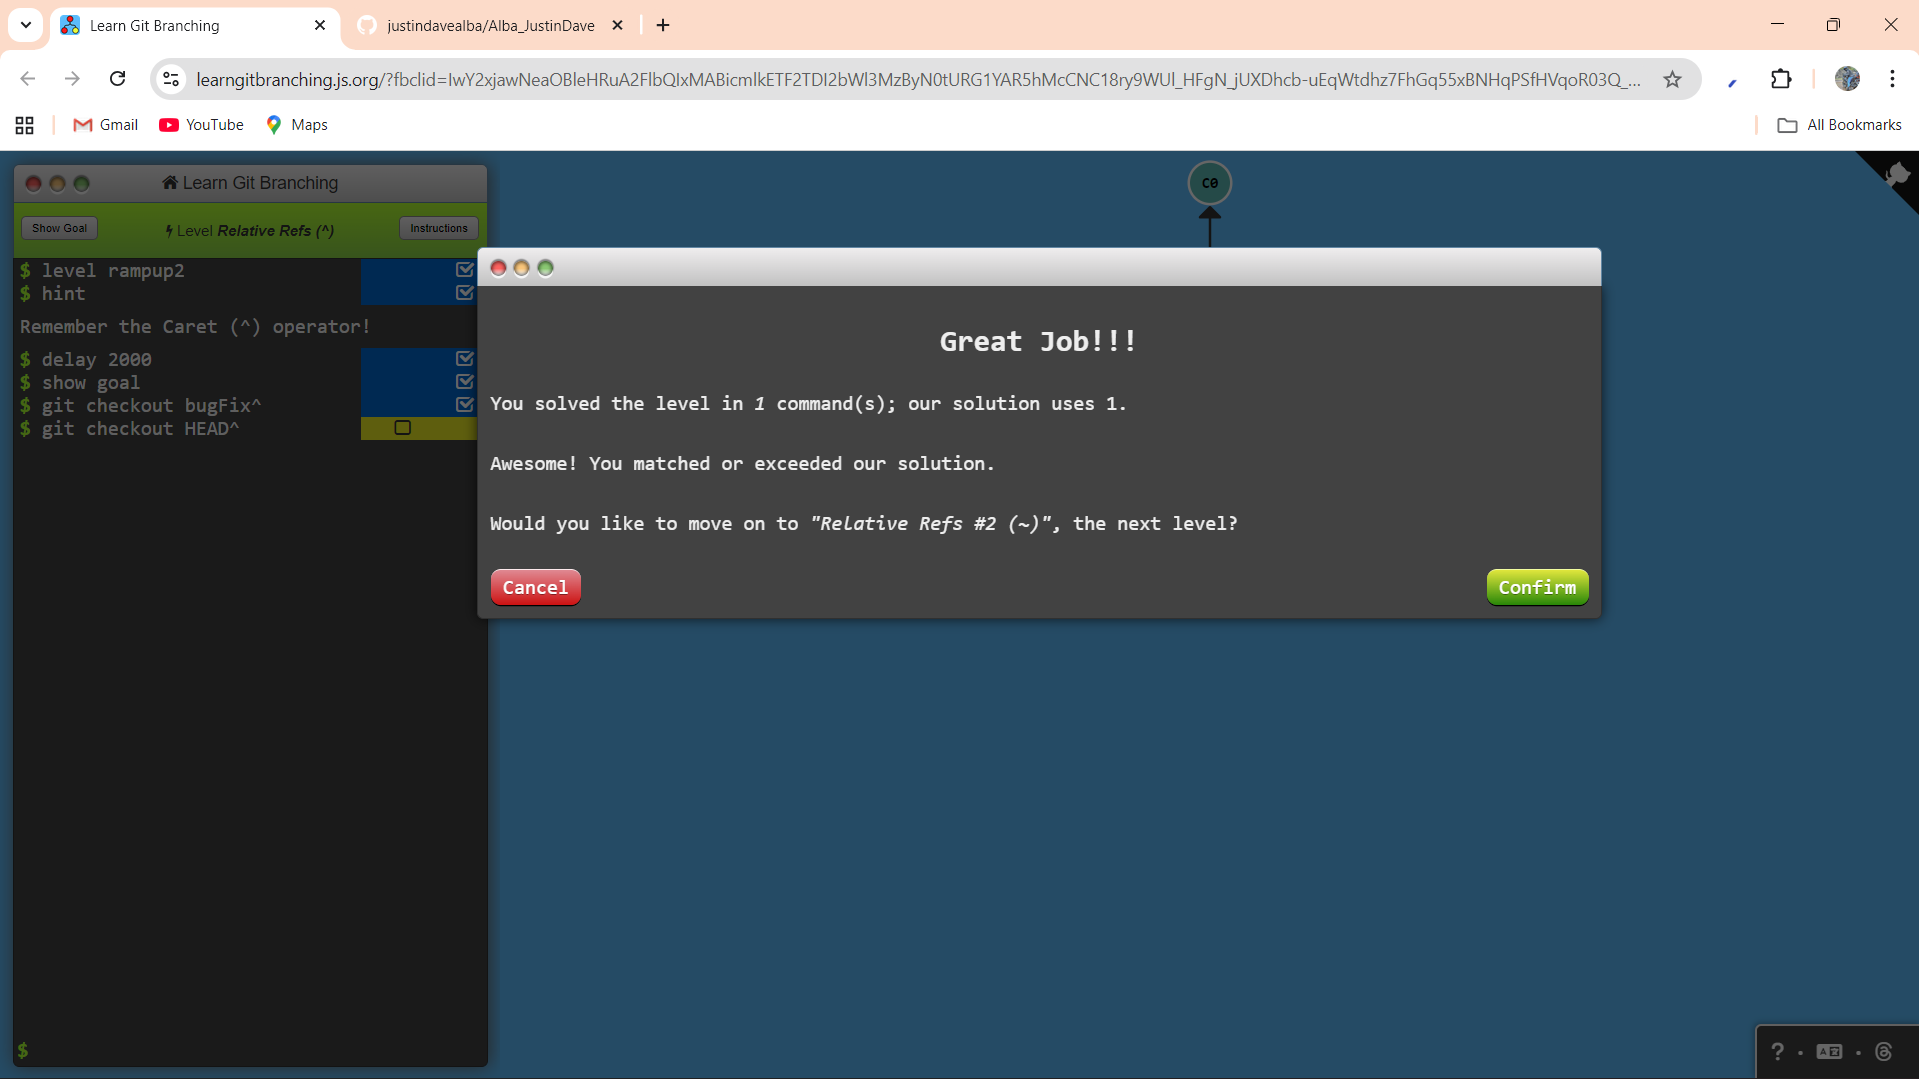 Learn Git Branching
justindavealba/Alba_JustinDave
learngitbranching.js.org/?fbclid=IwY2xjawNeaOBleHRuA2FlbQIxMABicmlkETF2TDI2bWl3MzByN0tURG1YAR5hMcCNC18ry9WUl_HFgN_jUXDhcb-uEqWtdhz7FhGq55xBNHqPSfHVqoR03Q_...
Gmail
YouTube
Maps
All Bookmarks
Learn Git Branching
Show Goal
Level Relative Refs (^)
Instructions
$ level rampup2
$ hint
Remember the Caret (^) operator!
$ delay 2000
$ show goal
$ git checkout bugFix^
$ git checkout HEAD^
$
C0
Great Job!!!
You solved the level in 1 command(s); our solution uses 1.
Awesome! You matched or exceeded our solution.
Would you like to move on to "Relative Refs #2 (~)", the next level?
Cancel
Confirm
?